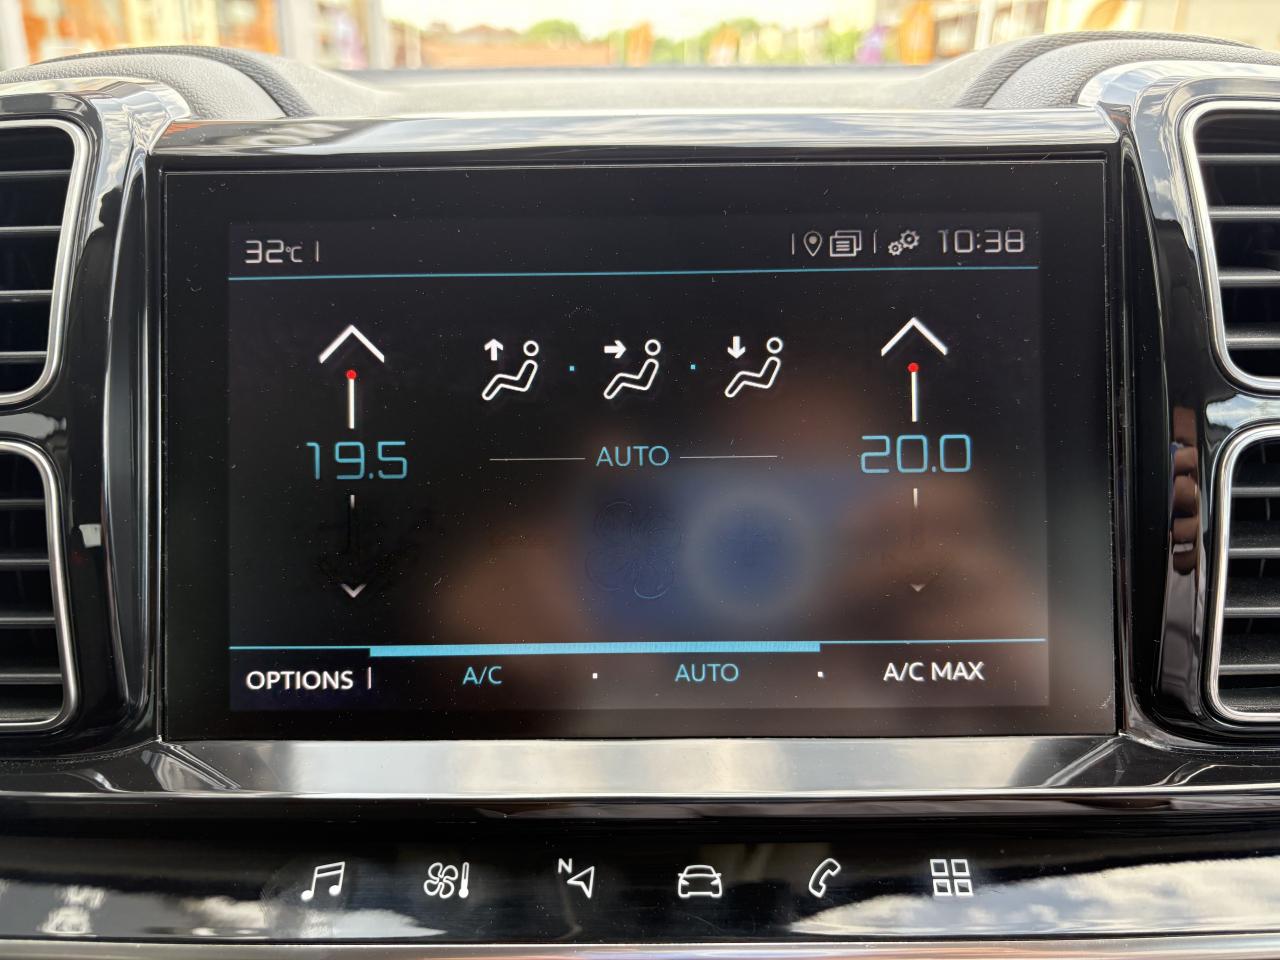 32°C
10:38
19.5
AUTO
20.0
OPTIONS A/C AUTO A/C MAX
N